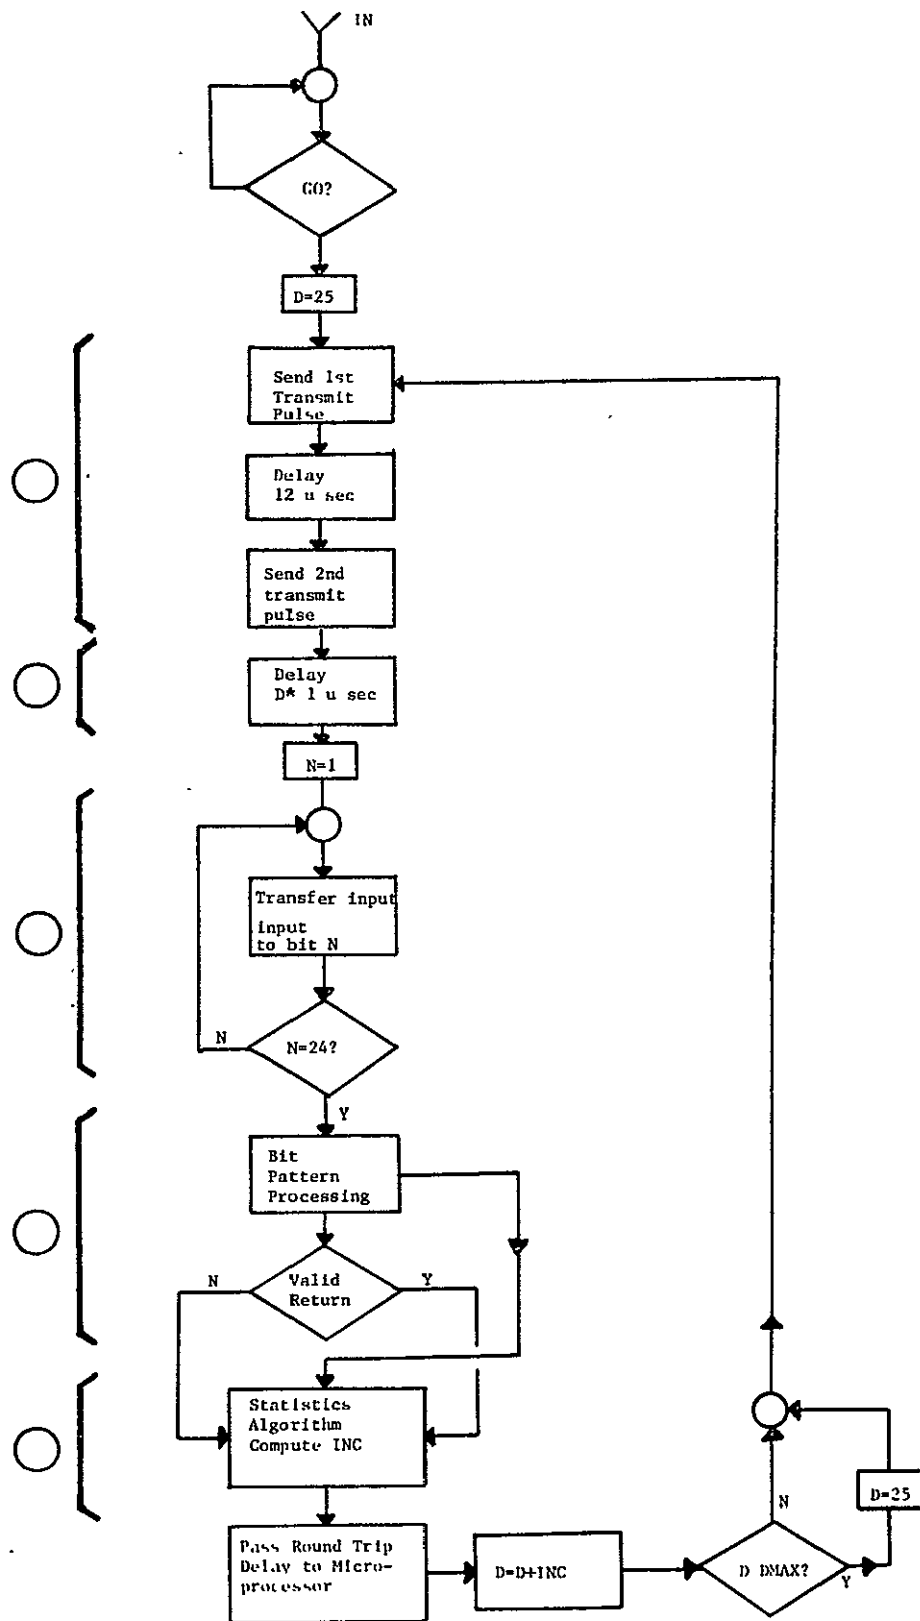 IN
GO?
D=25
Send 1st
Transmit
Pulse
Delay
12 u sec
Send 2nd
transmit
pulse
Delay
D* 1 u sec
N=1
Transfer input
input
to bit N
N
N=24?
Y
Bit
Pattern
Processing
N
Valid
Return
Y
Statistics
Algorithm
Compute INC
D=25
N
Pass Round Trip
Delay to Micro-
processor
D=D+INC
D DMAX?
Y